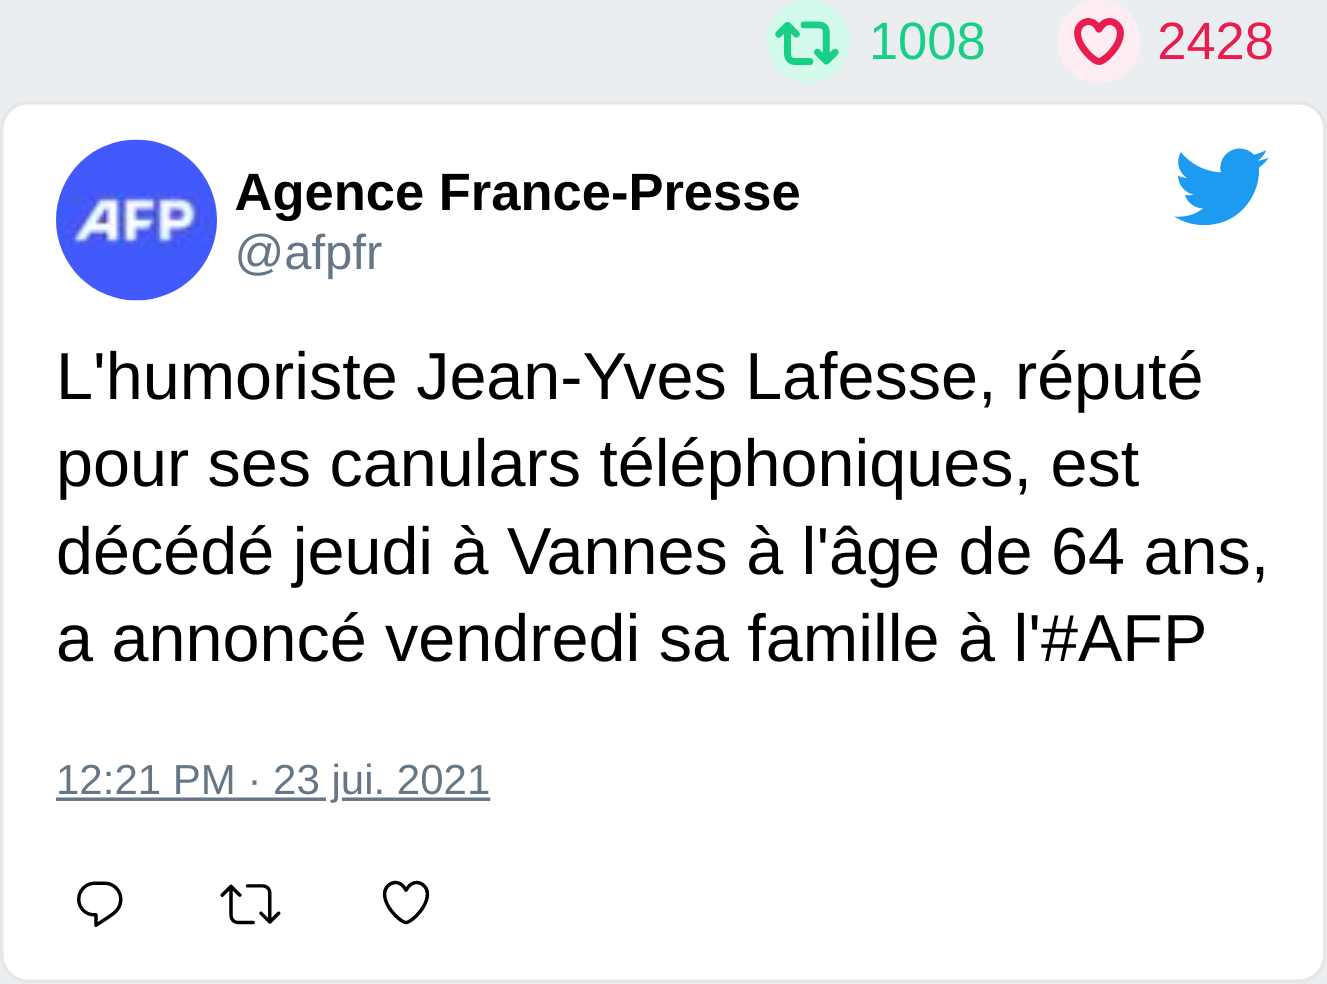 1008 2428
AFP
Agence France-Presse
@afpfr
L'humoriste Jean-Yves Lafesse, réputé
pour ses canulars téléphoniques, est
décédé jeudi à Vannes à l'âge de 64 ans,
a annoncé vendredi sa famille à l'#AFP
12:21 PM · 23 jui. 2021